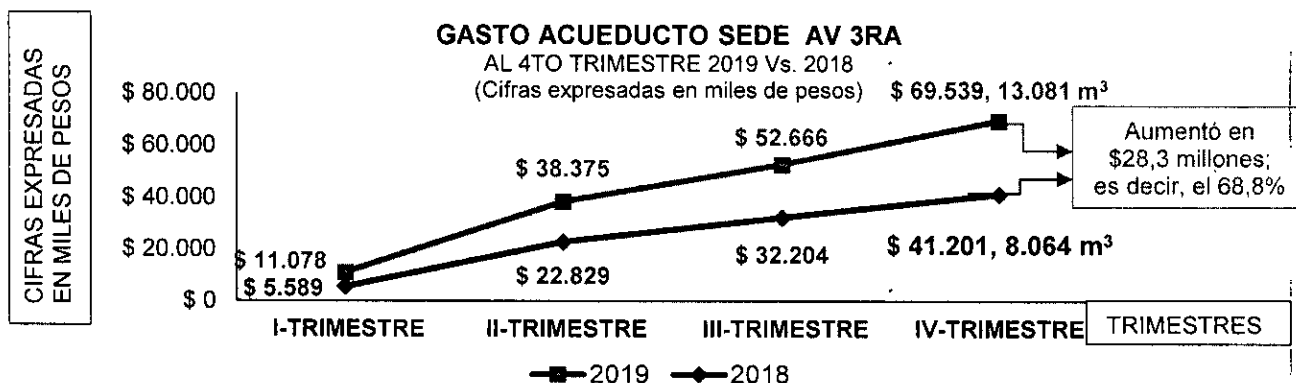 GASTO ACUEDUCTO SEDE AV 3RA
AL 4TO TRIMESTRE 2019 Vs. 2018
(Cifras expresadas en miles de pesos)
CIFRAS EXPRESADAS
EN MILES DE PESOS
$ 80.000
$ 60.000
$ 40.000
$ 20.000
$ 0
$ 11.078
$ 38.375
$ 52.666
$ 69.539, 13.081 m³
$ 5.589
$ 22.829
$ 32.204
$ 41.201, 8.064 m³
Aumentó en
$28,3 millones;
es decir, el 68,8%
I-TRIMESTRE
II-TRIMESTRE
III-TRIMESTRE
IV-TRIMESTRE
TRIMESTRES
2019
2018